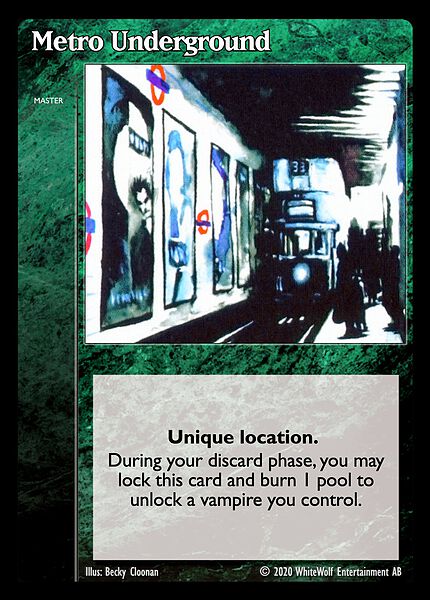 Metro Underground
MASTER
33
Unique location.
During your discard phase, you may
lock this card and burn 1 pool to
unlock a vampire you control.
Illus: Becky Cloonan © 2020 WhiteWolf Entertainment AB